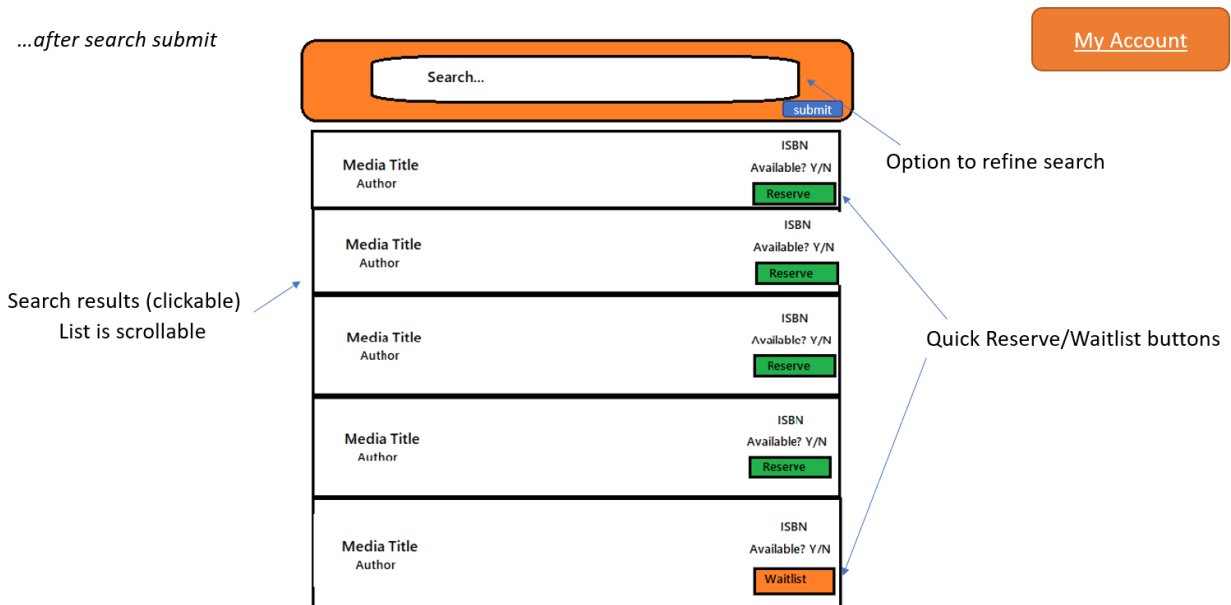 ...after search submit
My Account
Search...
submit
Option to refine search
Media Title
Author
ISBN
Available? Y/N
Reserve
Media Title
Author
ISBN
Available? Y/N
Reserve
Search results (clickable)
List is scrollable
Media Title
Author
ISBN
Available? Y/N
Reserve
Quick Reserve/Waitlist buttons
Media Title
Author
ISBN
Available? Y/N
Reserve
Media Title
Author
ISBN
Available? Y/N
Waitlist